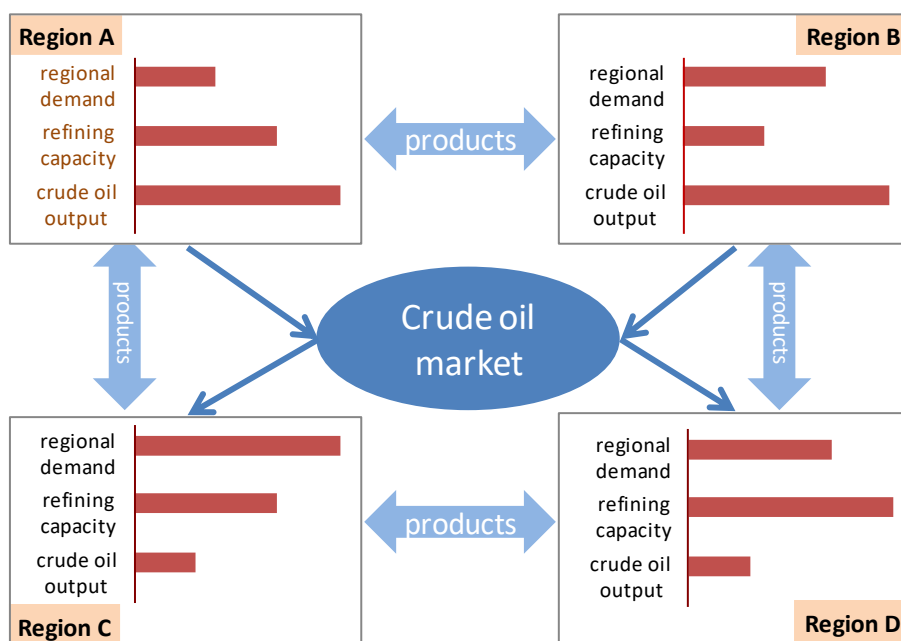 Region A
regional
demand
refining
capacity
crude oil
output
products
Region B
regional
demand
refining
capacity
crude oil
output
products
Crude oil
market
products
regional
demand
refining
capacity
crude oil
output
Region C
products
regional
demand
refining
capacity
crude oil
output
Region D